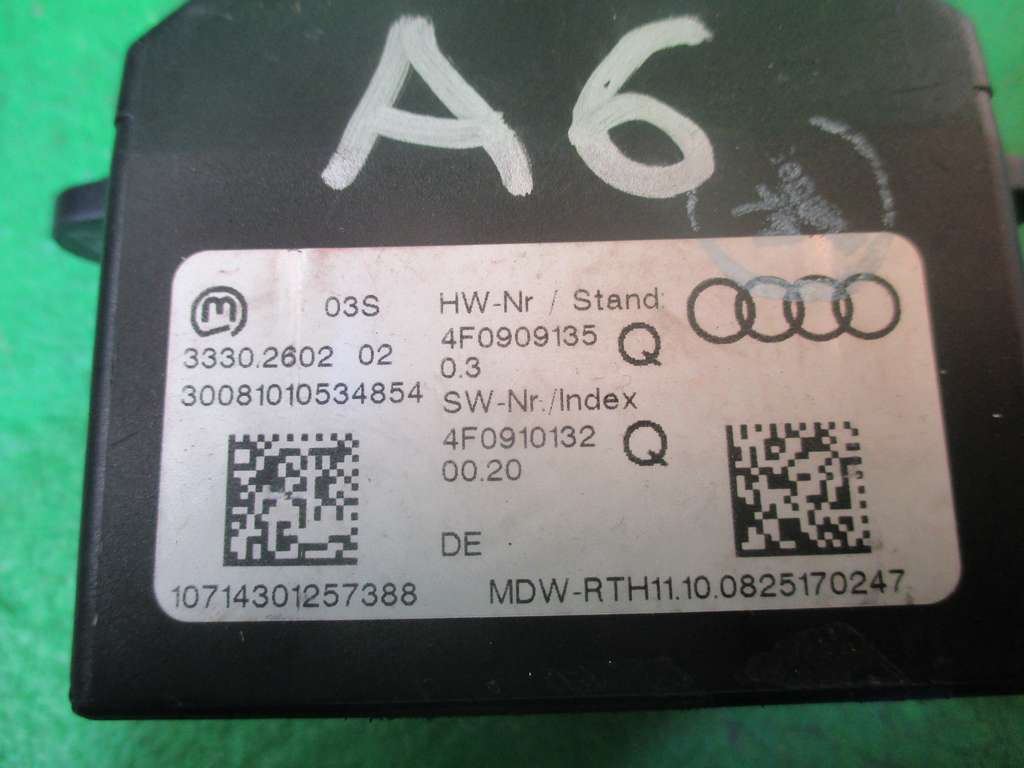 A6
m
03S
3330.2602 02
30081010534854
HW-Nr / Stand:
4F0909135 Q
0.3
SW-Nr./Index
4F0910132 Q
00.20
DE
10714301257388
MDW-RTH11.10.0825170247